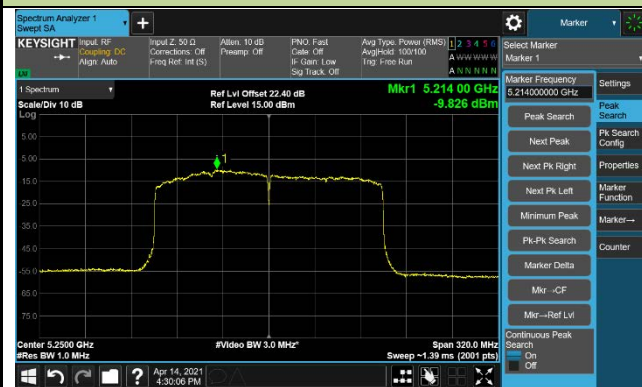 Spectrum Analyzer 1
Swept SA
Marker
KEYSIGHT
Input: RF
Coupling: DC
Align: Auto
Input Z: 50 Ω
Corrections: Off
Freq Ref: Int (S)
Atten: 10 dB
Preamp: Off
PNO: Fast
Gate: Off
IF Gain: Low
Sig Track: Off
Avg Type: Power (RMS)
Avg|Hold: 100/100
Trig: Free Run
1 2 3 4 5 6
A W W W W W
A N N N N N
LXI
Select Marker
Marker 1
1 Spectrum
Scale/Div 10 dB
Log
Ref Lvl Offset 22.40 dB
Ref Level 15.00 dBm
Mkr1 5.214 00 GHz
-9.826 dBm
5.00
-5.00
-15.0
-25.0
-35.0
-45.0
-55.0
-65.0
-75.0
1
Center 5.2500 GHz
#Res BW 1.0 MHz
#Video BW 3.0 MHz*
Span 320.0 MHz
Sweep ~1.39 ms (2001 pts)
Marker Frequency
5.214000000 GHz
Peak Search
Next Peak
Next Pk Right
Next Pk Left
Minimum Peak
Pk-Pk Search
Marker Delta
Mkr→CF
Mkr→Ref Lvl
Continuous Peak
Search
On
Off
Settings
Peak
Search
Pk Search
Config
Properties
Marker
Function
Marker→
Counter
Apr 14, 2021
4:30:06 PM